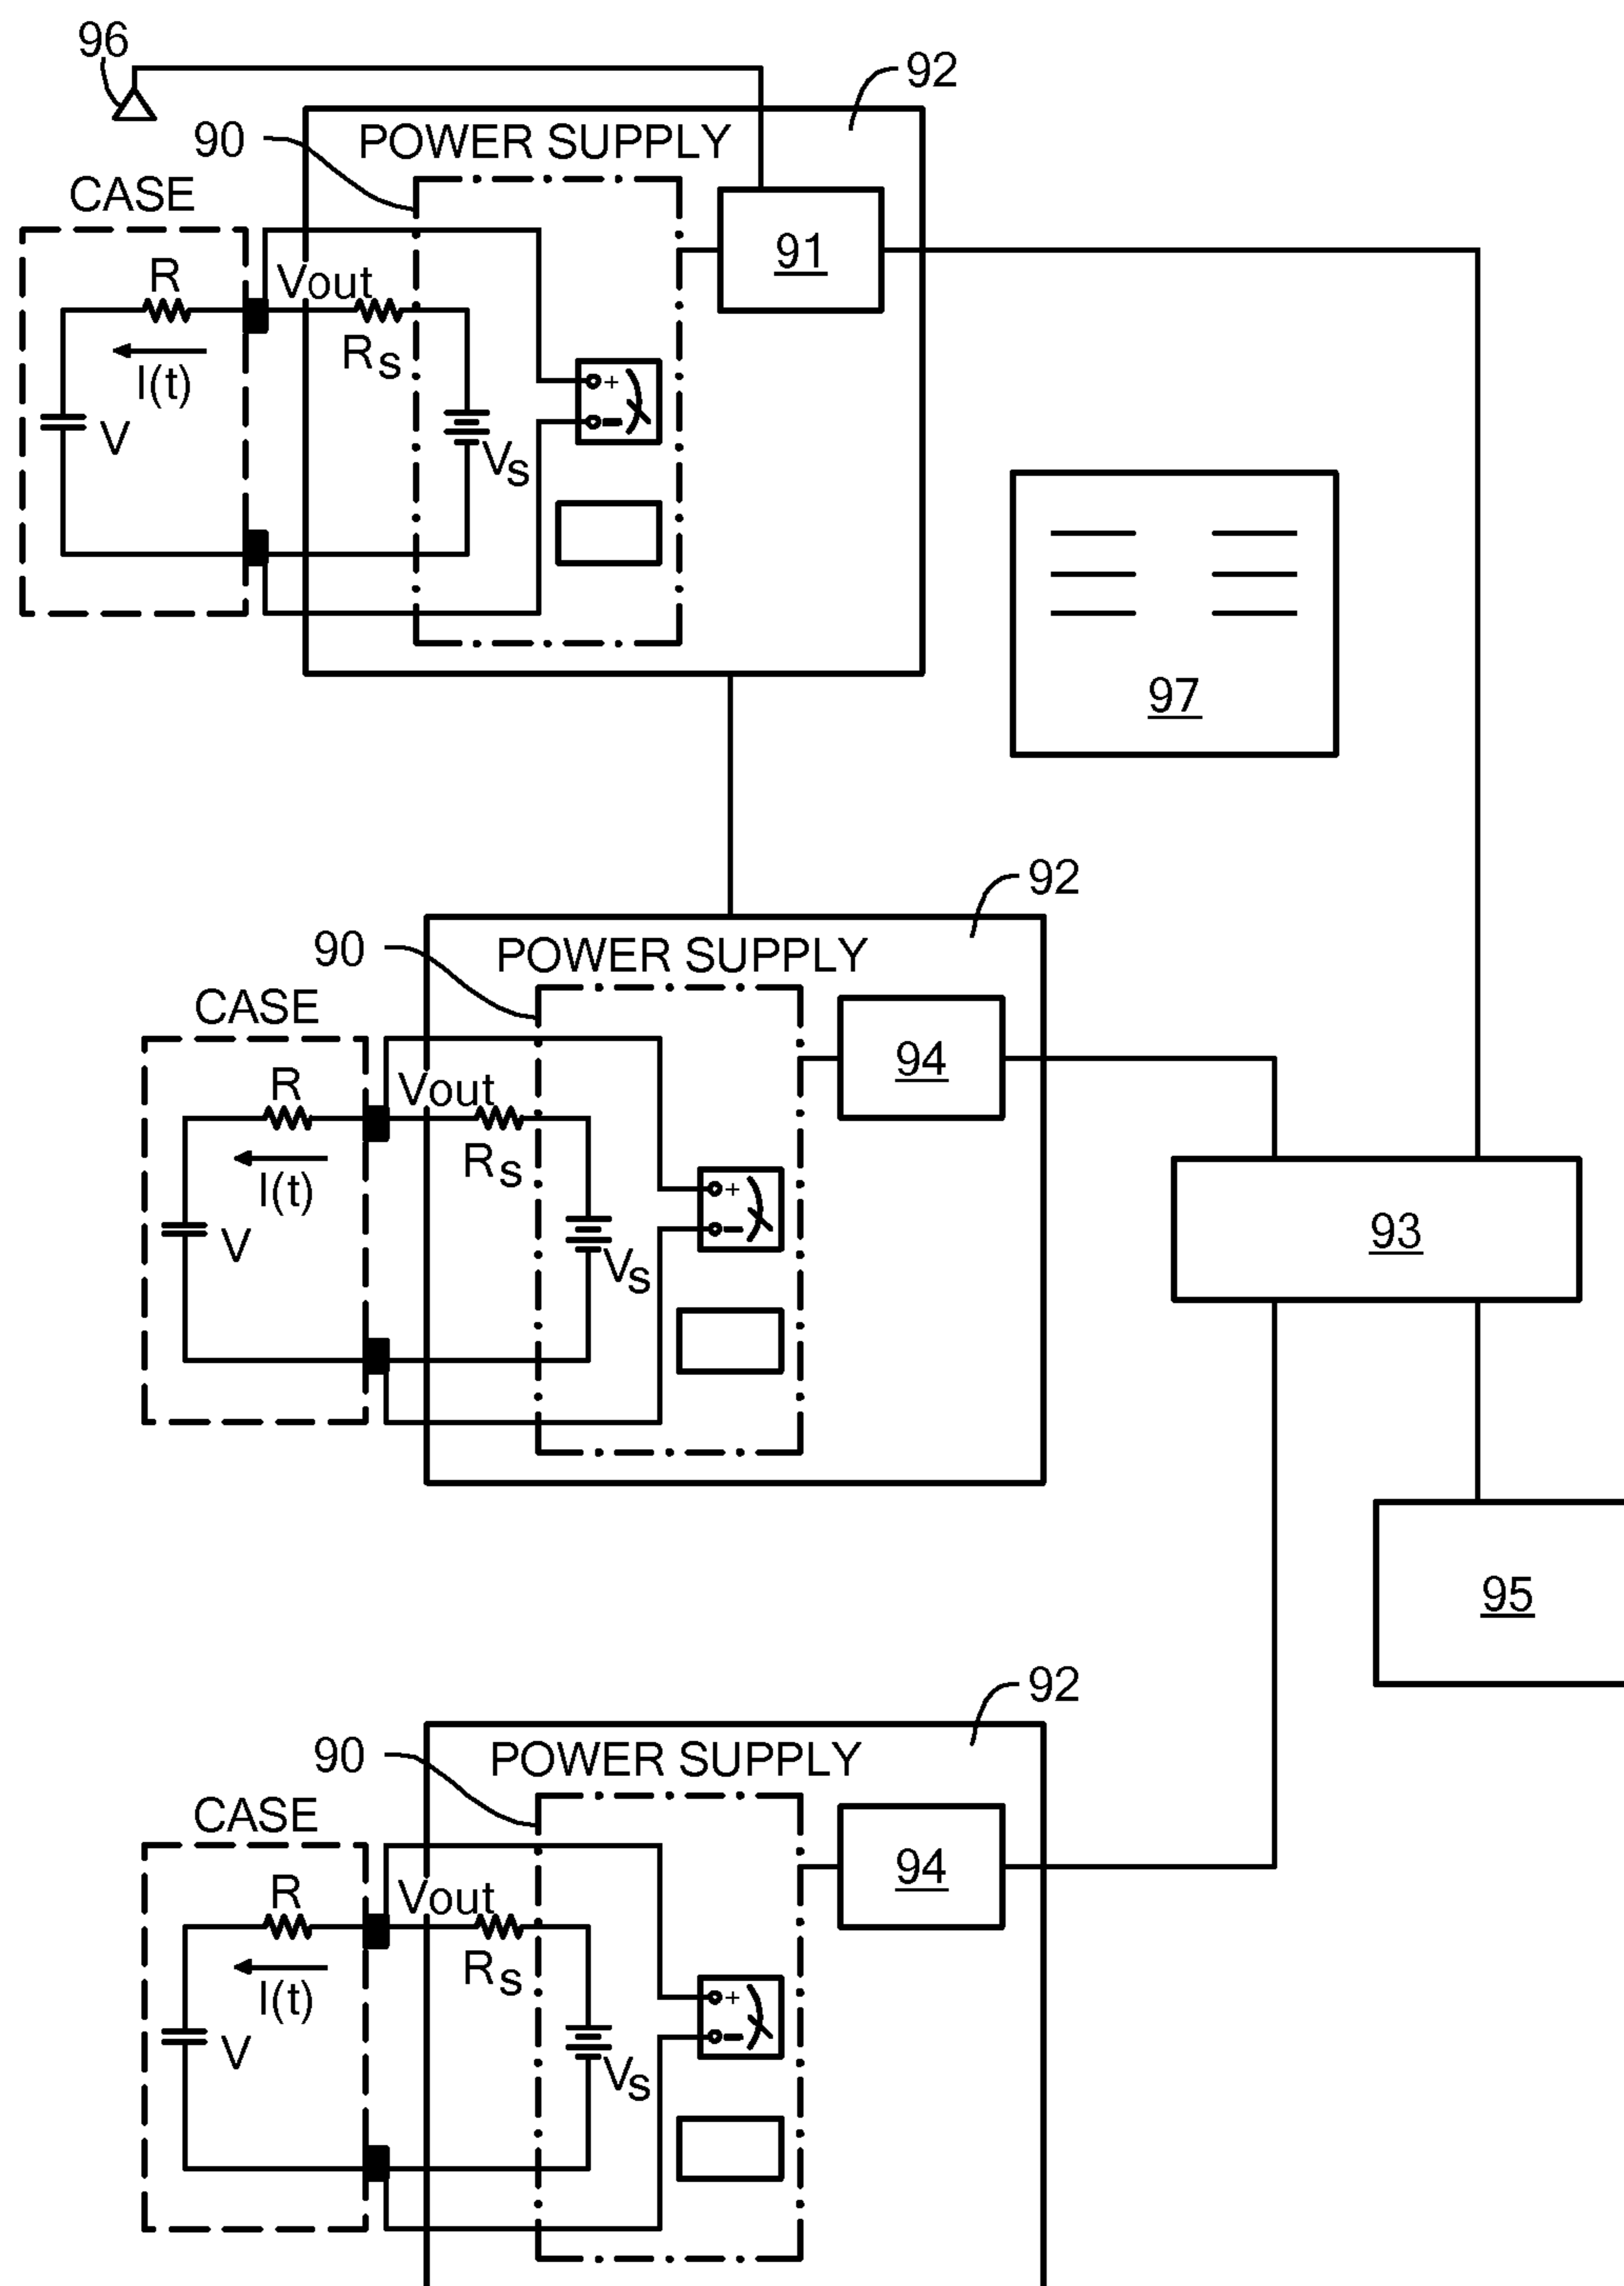 96
92
90
POWER SUPPLY
CASE
91
R
Vout
Rs
I(t)
+
V
Vs
97
92
90
POWER SUPPLY
CASE
94
R
Vout
Rs
I(t)
+
V
Vs
93
95
92
90
POWER SUPPLY
CASE
94
R
Vout
Rs
I(t)
+
V
Vs